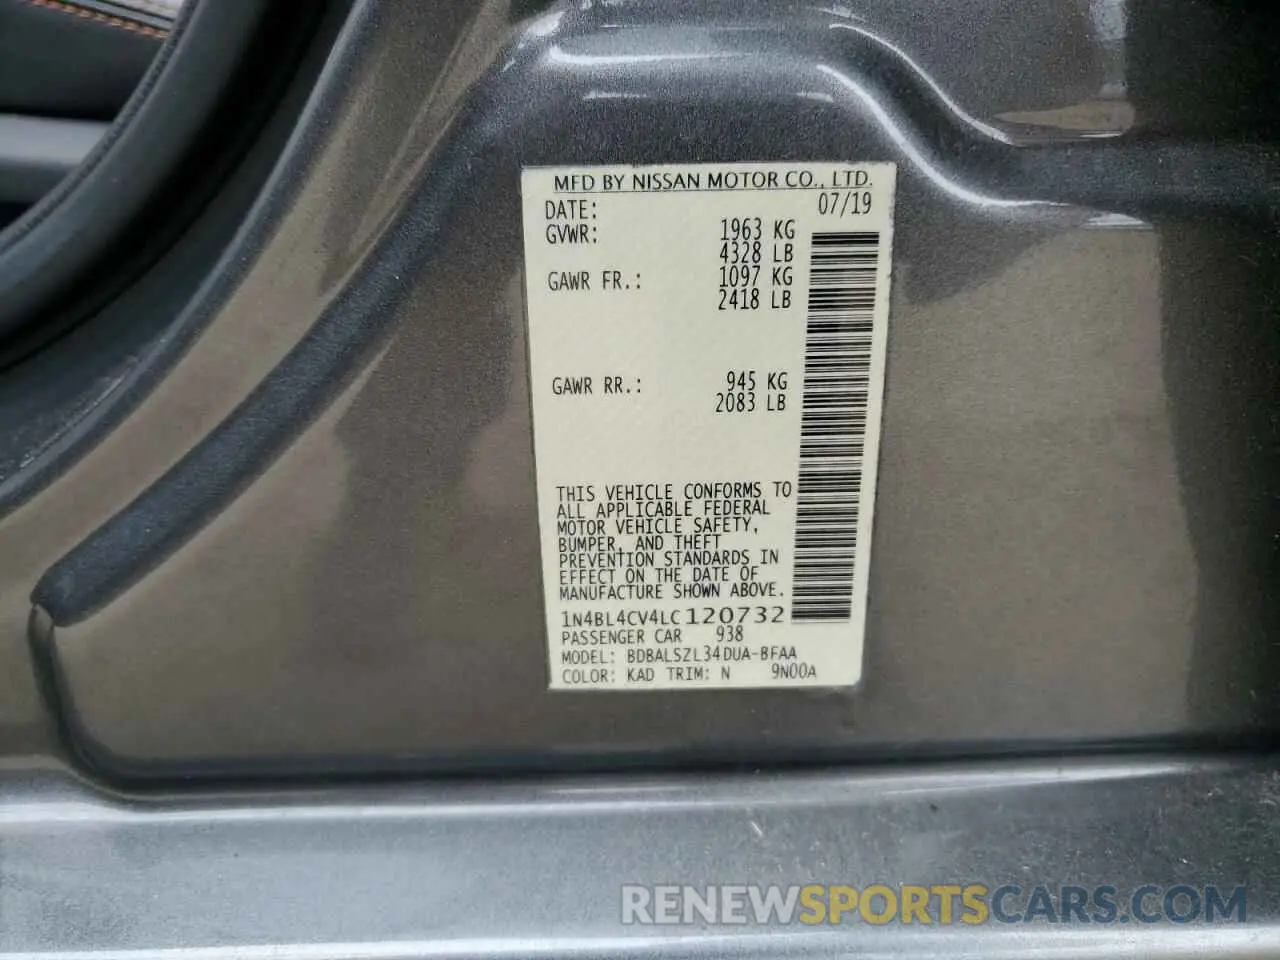 MFD BY NISSAN MOTOR CO., LTD.
DATE: 07/19
GVWR: 1963 KG
4328 LB
GAWR FR.: 1097 KG
2418 LB
GAWR RR.: 945 KG
2083 LB
THIS VEHICLE CONFORMS TO
ALL APPLICABLE FEDERAL
MOTOR VEHICLE SAFETY,
BUMPER, AND THEFT
PREVENTION STANDARDS IN
EFFECT ON THE DATE OF
MANUFACTURE SHOWN ABOVE.
1N4BL4CV4LC120732
PASSENGER CAR 938
MODEL: BDBALSZL34DUA-BFAA
COLOR: KAD TRIM: N 9N00A
RENEWSPORTSCARS.COM